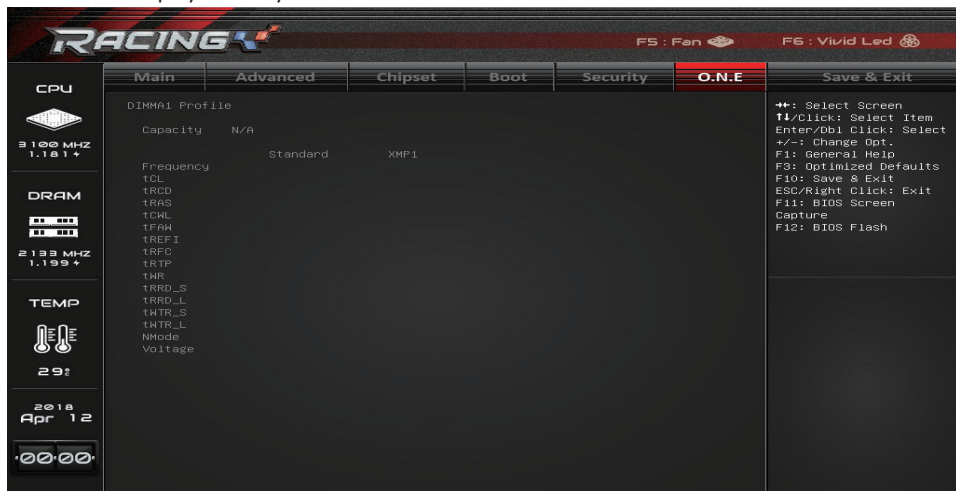 RACING
F5 : Fan
F6 : Vivid Led
Main Advanced Chipset Boot Security O.N.E Save & Exit
CPU
3100 MHZ
1.181+
DRAM
2133 MHZ
1.199+
TEMP
29
2018
Apr 12
00:00
DIMMA1 Profile
Capacity N/A
Standard XMP1
Frequency
tCL
tRCD
tRAS
tCWL
tFAW
tREFI
tRFC
tRTP
tWR
tRRD_S
tRRD_L
tWTR_S
tWTR_L
NMode
Voltage
→←: Select Screen
↑↓/Click: Select Item
Enter/Dbl Click: Select
+/-: Change Opt.
F1: General Help
F3: Optimized Defaults
F10: Save & Exit
ESC/Right Click: Exit
F11: BIOS Screen
Capture
F12: BIOS Flash